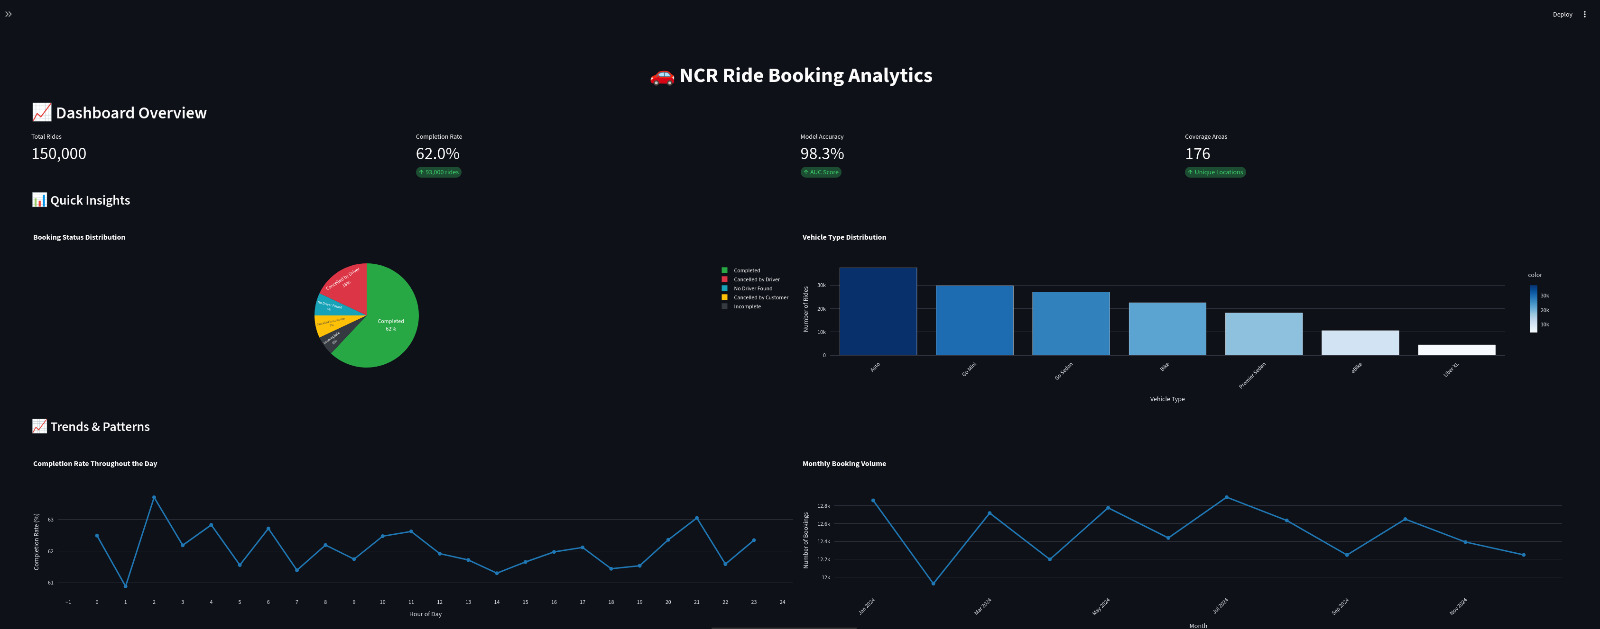 Deploy
NCR Ride Booking Analytics
Dashboard Overview
Total Rides
150,000
Completion Rate
62.0%
↑ 93,000 rides
Model Accuracy
98.3%
↑ AUC Score
Coverage Areas
176
↑ Unique Locations
Quick Insights
Booking Status Distribution
Cancelled by Driver
18%
No Driver Found
7%
Completed
62%
Completed
Cancelled by Driver
No Driver Found
Cancelled by Customer
Incomplete
Vehicle Type Distribution
Number of Rides
30k
20k
10k
0
Auto
Go Mini
Go Sedan
Bike
Premier Sedan
eBike
Uber XL
Vehicle Type
color
30k
20k
10k
Trends & Patterns
Completion Rate Throughout the Day
Completion Rate (%)
63
62
61
−1 0 1 2 3 4 5 6 7 8 9 10 11 12 13 14 15 16 17 18 19 20 21 22 23 24
Hour of Day
Monthly Booking Volume
Number of Bookings
12.8k
12.6k
12.4k
12.2k
12k
Jan 2024
Mar 2024
May 2024
Jul 2024
Sep 2024
Nov 2024
Month